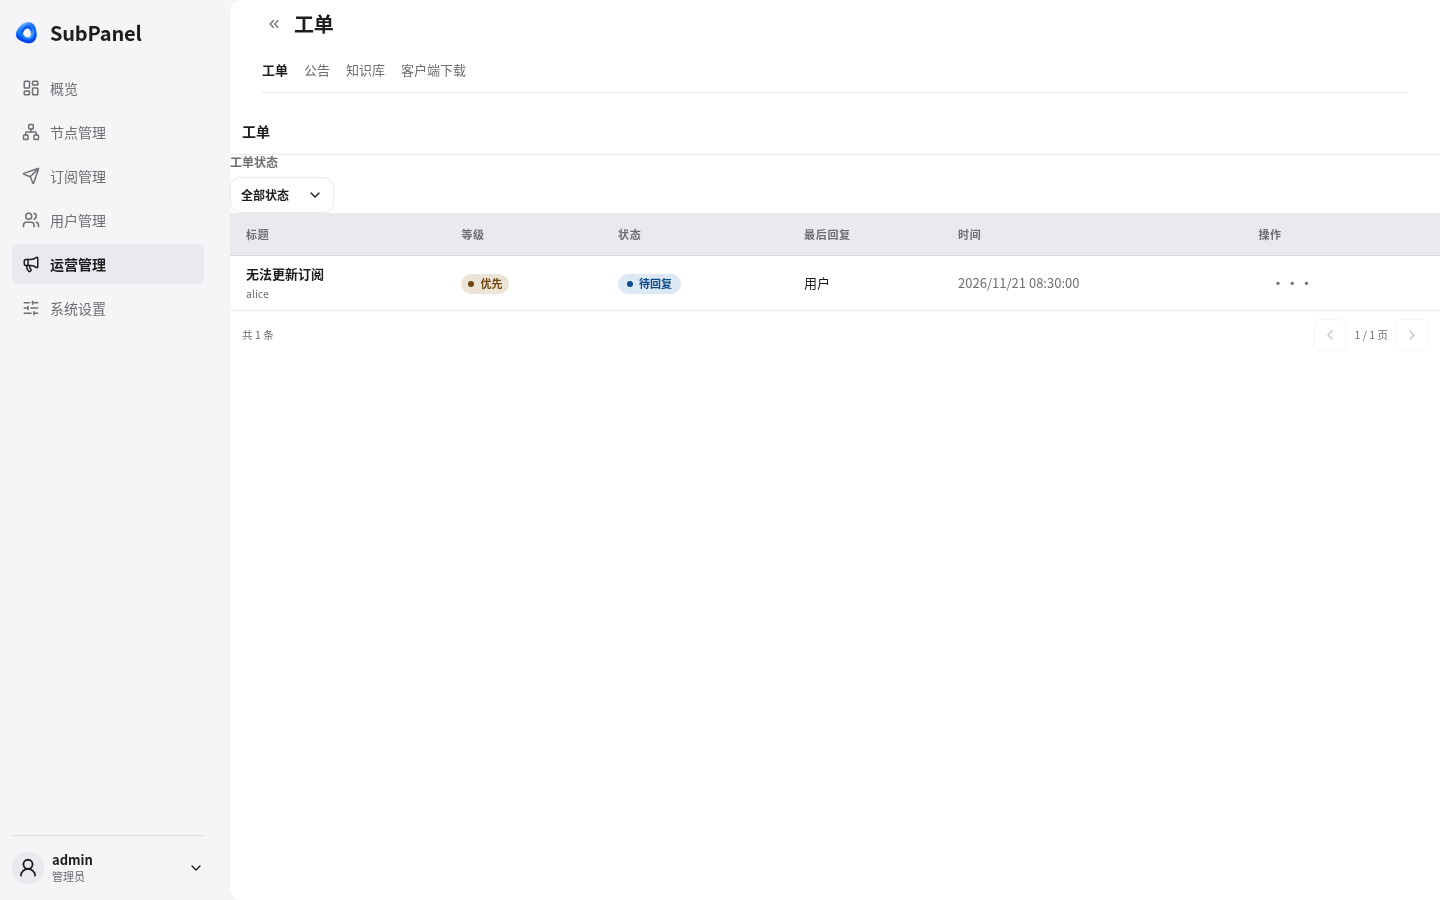 SubPanel
概览
节点管理
订阅管理
用户管理
运营管理
系统设置
admin
管理员
工单
工单 公告 知识库 客户端下载
工单
工单状态
全部状态
标题 等级 状态 最后回复 时间 操作
无法更新订阅 优先 待回复 用户 2026/11/21 08:30:00
alice
共 1 条 1 / 1 页